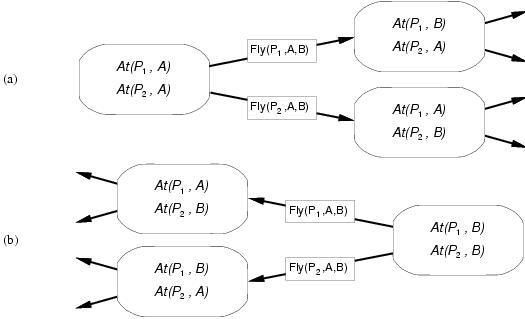 (a)
At(P1 , A)
At(P2 , A)
Fly(P1,A,B)
Fly(P2,A,B)
At(P1 , B)
At(P2 , A)
At(P1 , A)
At(P2 , B)
(b)
At(P1 , A)
At(P2 , B)
At(P1 , B)
At(P2 , A)
Fly(P1,A,B)
Fly(P2,A,B)
At(P1 , B)
At(P2 , B)